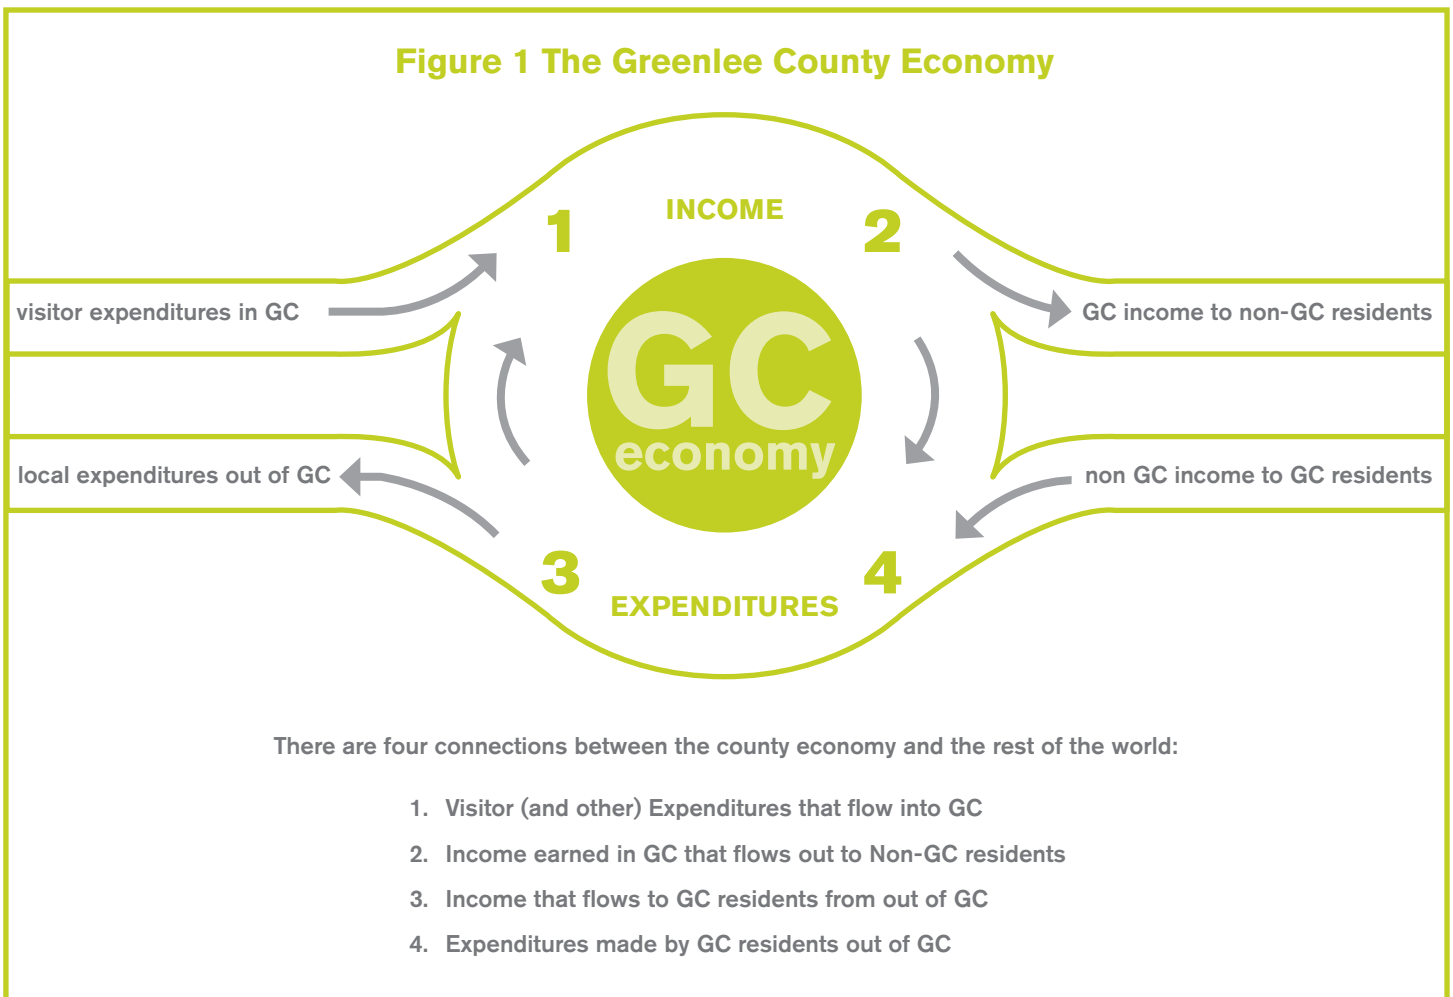 Figure 1 The Greenlee County Economy
INCOME
1
2
visitor expenditures in GC
GC income to non-GC residents
GC
economy
local expenditures out of GC
non GC income to GC residents
3
4
EXPENDITURES
There are four connections between the county economy and the rest of the world:
1. Visitor (and other) Expenditures that flow into GC
2. Income earned in GC that flows out to Non-GC residents
3. Income that flows to GC residents from out of GC
4. Expenditures made by GC residents out of GC